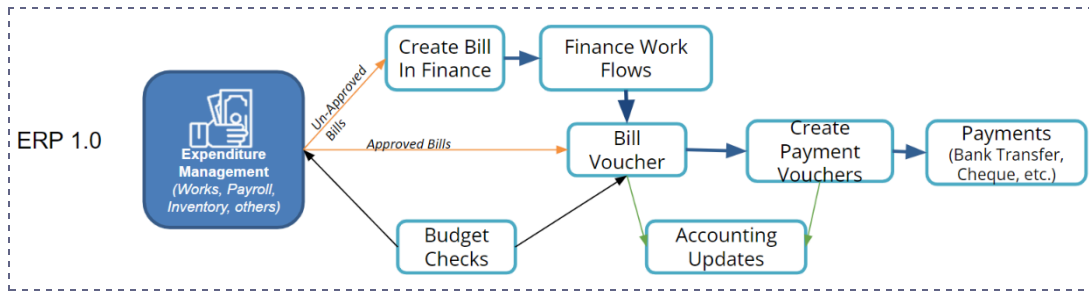 ERP 1.0
Expenditure
Management
(Works, Payroll,
Inventory, others)
Un-Approved
Bills
Approved Bills
Create Bill
In Finance
Finance Work
Flows
Bill
Voucher
Create
Payment
Vouchers
Payments
(Bank Transfer,
Cheque, etc.)
Budget
Checks
Accounting
Updates